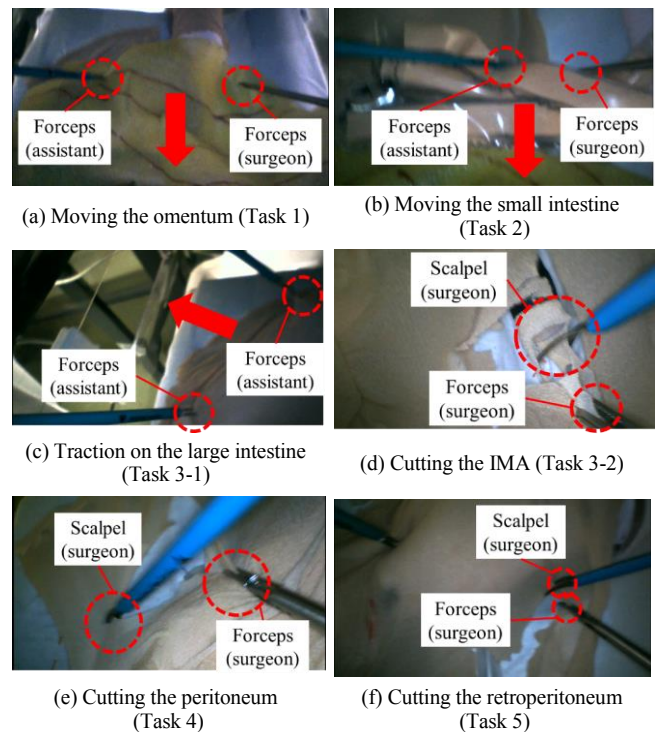 Forceps
(assistant)
Forceps
(surgeon)
(a) Moving the omentum (Task 1)
Forceps
(assistant)
Forceps
(surgeon)
(b) Moving the small intestine
(Task 2)
Forceps
(assistant)
Forceps
(assistant)
(c) Traction on the large intestine
(Task 3-1)
Scalpel
(surgeon)
Forceps
(surgeon)
(d) Cutting the IMA (Task 3-2)
Scalpel
(surgeon)
Forceps
(surgeon)
(e) Cutting the peritoneum
(Task 4)
Scalpel
(surgeon)
Forceps
(surgeon)
(f) Cutting the retroperitoneum
(Task 5)